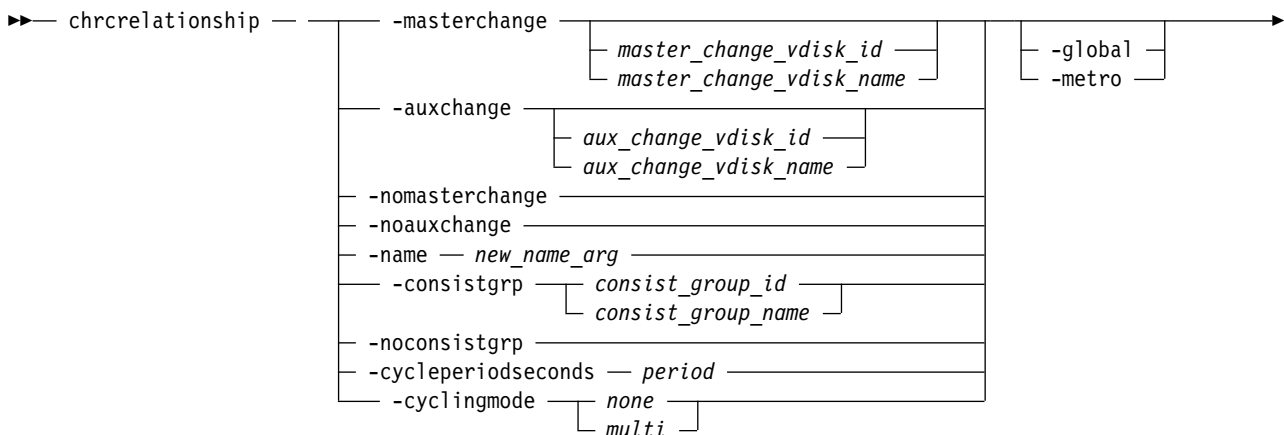 chrcrelationship -masterchange
master_change_vdisk_id -global
master_change_vdisk_name -metro
-auxchange
aux_change_vdisk_id
aux_change_vdisk_name
-nomasterchange
-noauxchange
-name new_name_arg
-consistgrp consist_group_id
consist_group_name
-noconsistgrp
-cycleperiodseconds period
-cyclingmode none
multi